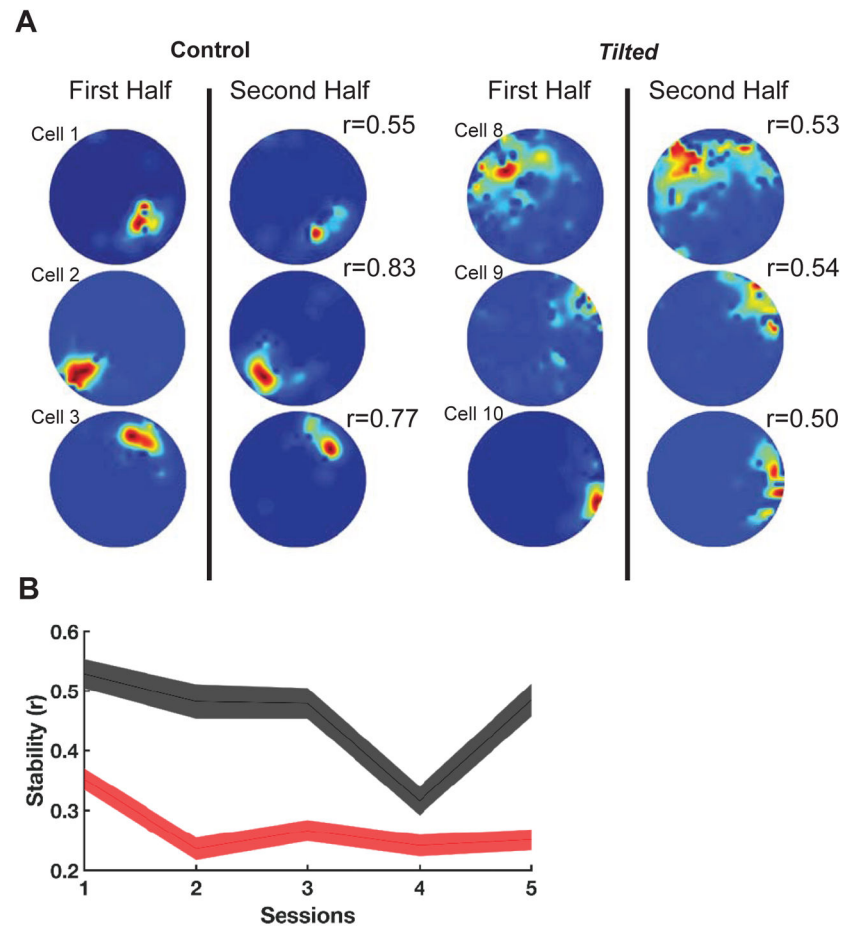 A
Control
Tilted
First Half
Second Half
First Half
Second Half
Cell 1
r=0.55
Cell 8
r=0.53
Cell 2
r=0.83
Cell 9
r=0.54
Cell 3
r=0.77
Cell 10
r=0.50
B
Stability (r)
0.6
0.5
0.4
0.3
0.2
1 2 3 4 5
Sessions